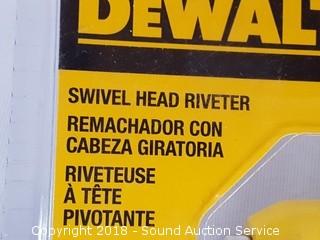 DEWALT
SWIVEL HEAD RIVETER
REMACHADOR CON
CABEZA GIRATORIA
RIVETEUSE
À TÊTE
PIVOTANTE
Copyright 2018 - Sound Auction Service